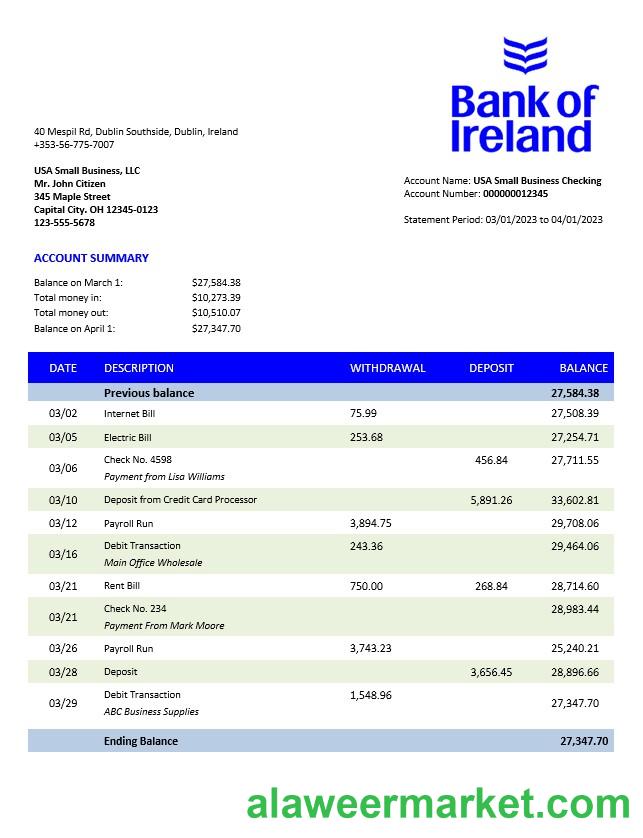 Bank of
Ireland
40 Mespil Rd, Dublin Southside, Dublin, Ireland
+353-56-775-7007
USA Small Business, LLC
Mr. John Citizen
345 Maple Street
Capital City. OH 12345-0123
123-555-5678
Account Name: USA Small Business Checking
Account Number: 000000012345
Statement Period: 03/01/2023 to 04/01/2023
ACCOUNT SUMMARY
Balance on March 1: $27,584.38
Total money in: $10,273.39
Total money out: $10,510.07
Balance on April 1: $27,347.70
DATE DESCRIPTION WITHDRAWAL DEPOSIT BALANCE
Previous balance 27,584.38
03/02 Internet Bill 75.99 27,508.39
03/05 Electric Bill 253.68 27,254.71
03/06 Check No. 4598 456.84 27,711.55
Payment from Lisa Williams
03/10 Deposit from Credit Card Processor 5,891.26 33,602.81
03/12 Payroll Run 3,894.75 29,708.06
03/16 Debit Transaction 243.36 29,464.06
Main Office Wholesale
03/21 Rent Bill 750.00 268.84 28,714.60
03/21 Check No. 234 28,983.44
Payment From Mark Moore
03/26 Payroll Run 3,743.23 25,240.21
03/28 Deposit 3,656.45 28,896.66
03/29 Debit Transaction 1,548.96 27,347.70
ABC Business Supplies
Ending Balance 27,347.70
alaweermarket.com